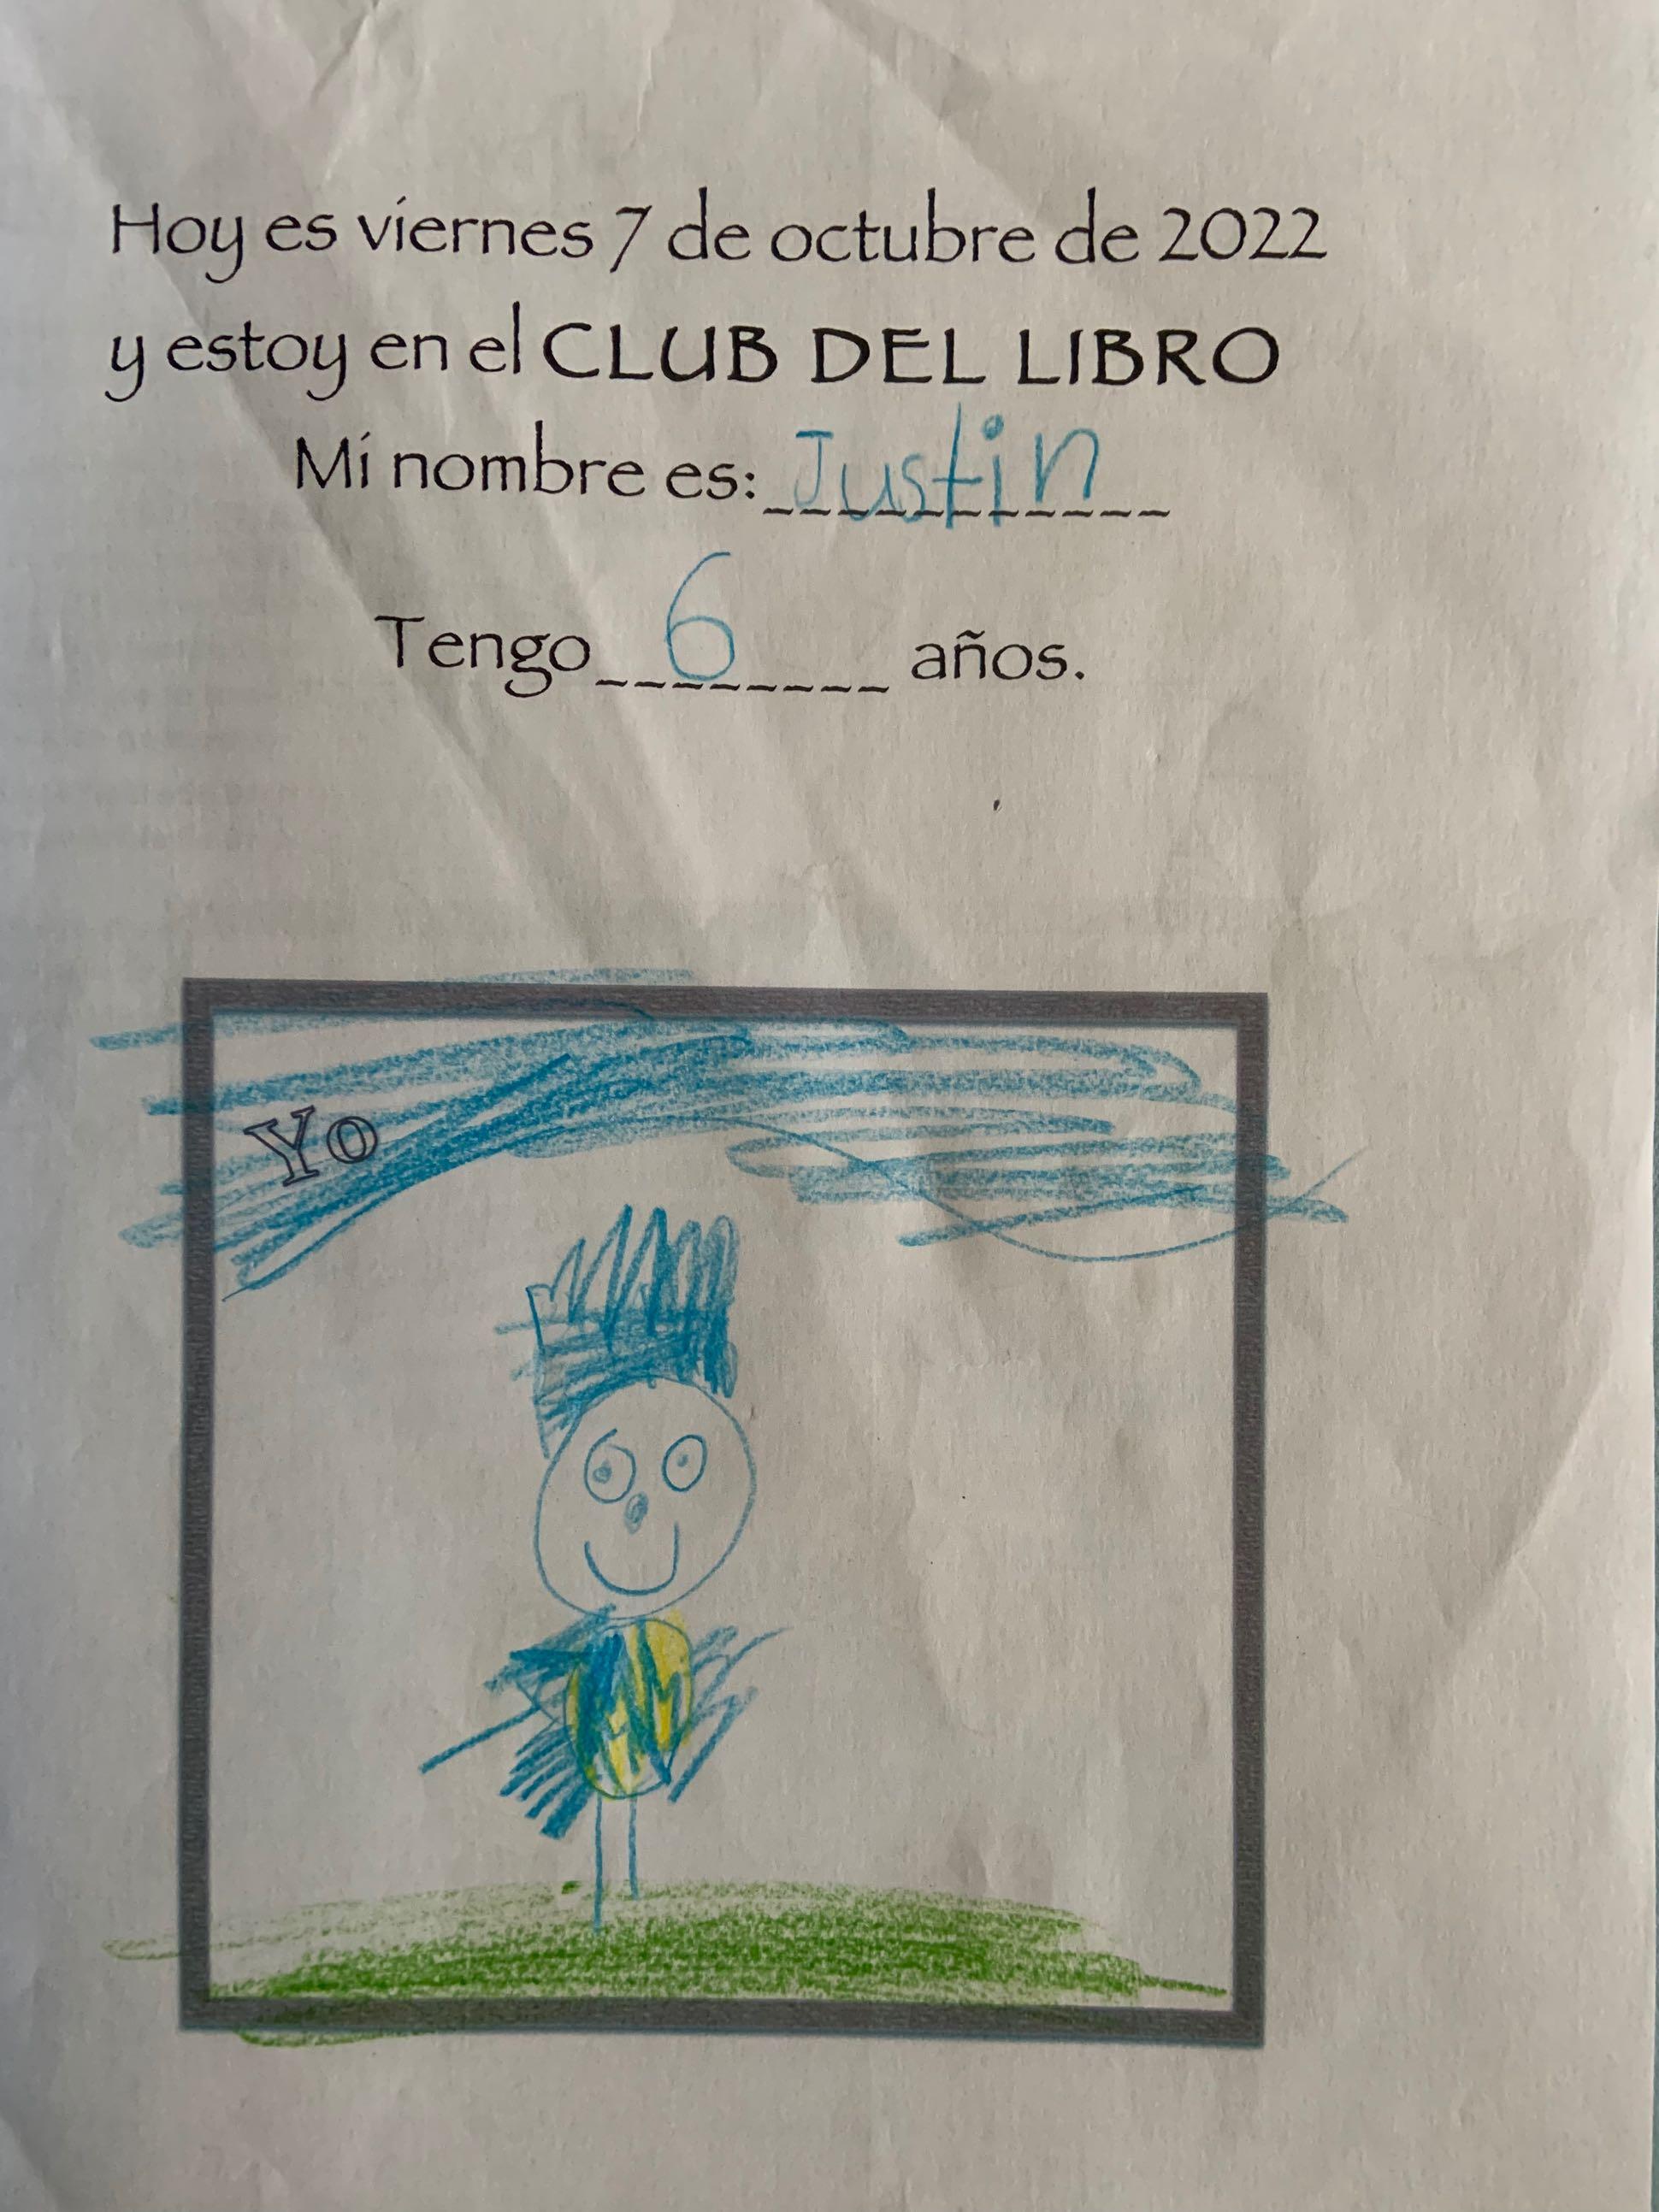 Hoy es viernes 7 de octubre de 2022
y estoy en el CLUB DEL LIBRO
Mi nombre es: Justin
Tengo 6 años.
Yo